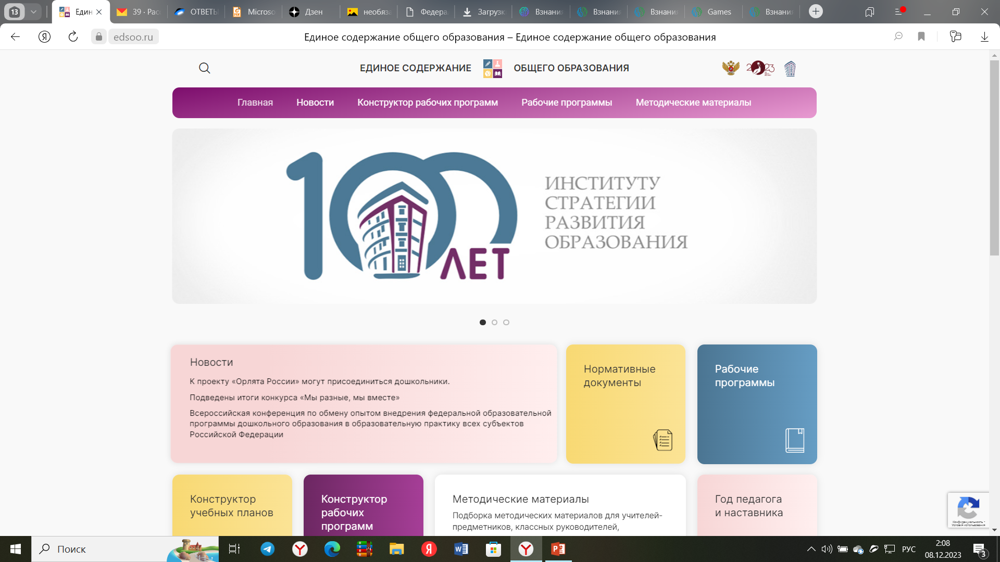 13
Един
39 · Рас
ОТВЕТЫ
Microso
Дзен
необяза
Федера
Загрузк
Взнания
Взнания
Взнания
Games
Взнания
edsoo.ru
Единое содержание общего образования – Единое содержание общего образования
ЕДИНОЕ СОДЕРЖАНИЕ
ОБЩЕГО ОБРАЗОВАНИЯ
Главная
Новости
Конструктор рабочих программ
Рабочие программы
Методические материалы
100 ЛЕТ
ИНСТИТУТУ
СТРАТЕГИИ
РАЗВИТИЯ
ОБРАЗОВАНИЯ
Новости
К проекту «Орлята России» могут присоединиться дошкольники.
Подведены итоги конкурса «Мы разные, мы вместе»
Всероссийская конференция по обмену опытом внедрения федеральной образовательной
программы дошкольного образования в образовательную практику всех субъектов
Российской Федерации
Нормативные
документы
Рабочие
программы
Конструктор
учебных планов
Конструктор
рабочих
программ
Методические материалы
Подборка методических материалов для учителей-
предметников, классных руководителей,
Год педагога
и наставника
Конфиденциальность -
Условия использования
Поиск
РУС
2:08
08.12.2023
3